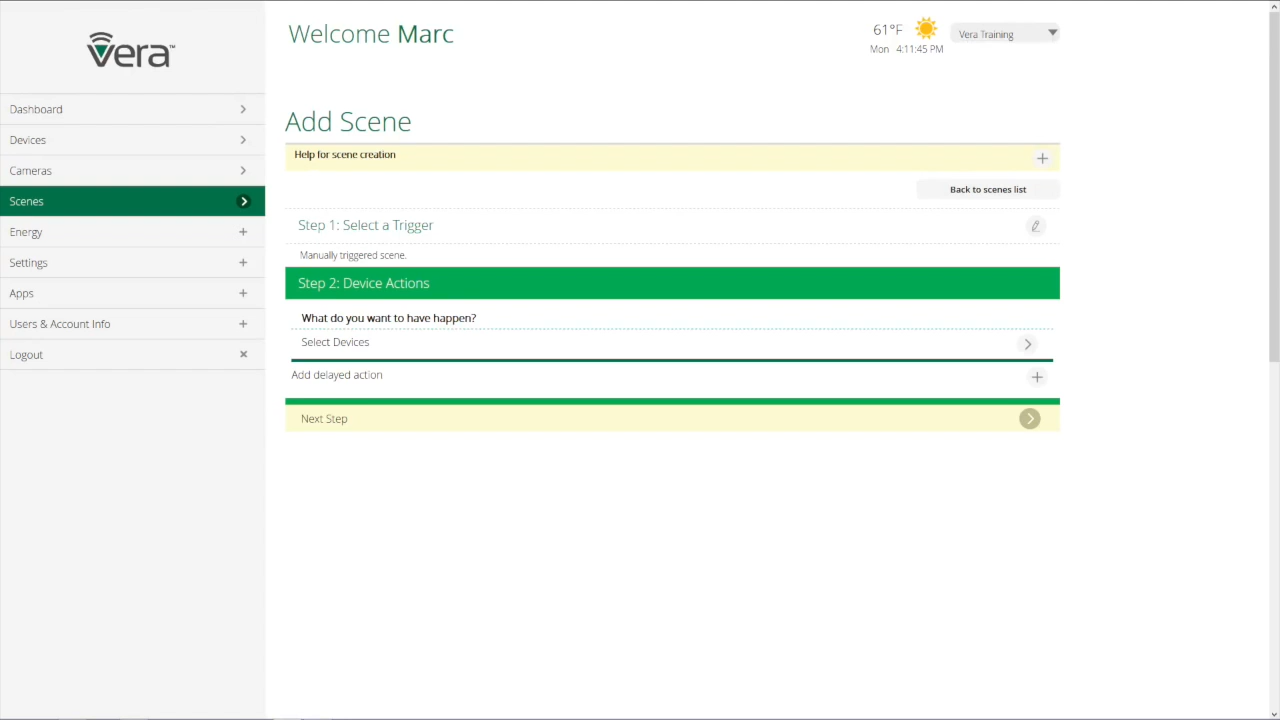 Vera™
Welcome Marc
61°F
Mon 4:11:45 PM
Vera Training
Dashboard
Devices
Cameras
Scenes
Energy
Settings
Apps
Users & Account Info
Logout
Add Scene
Help for scene creation
Back to scenes list
Step 1: Select a Trigger
Manually triggered scene.
Step 2: Device Actions
What do you want to have happen?
Select Devices
Add delayed action
Next Step